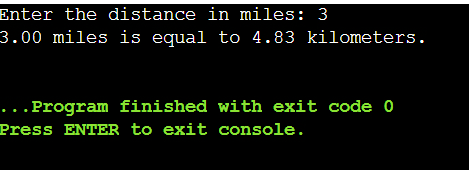 Enter the distance in miles: 3
3.00 miles is equal to 4.83 kilometers.
...Program finished with exit code 0
Press ENTER to exit console.